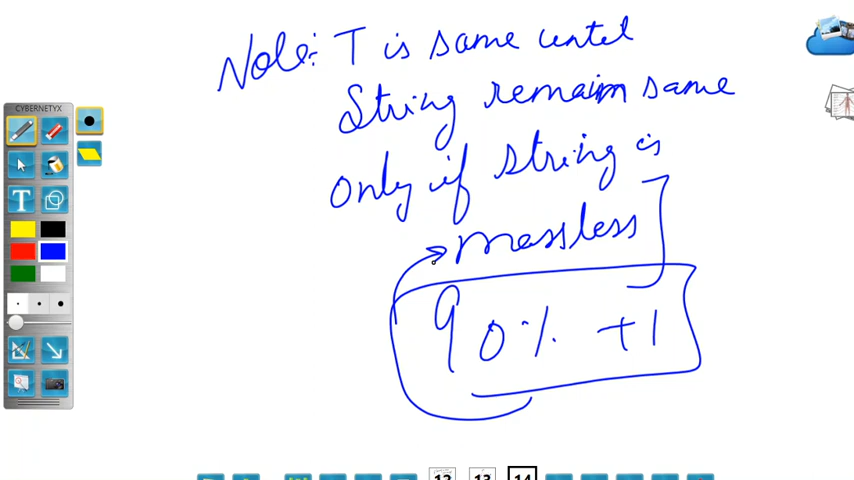 Note: T is same until
CYBERNETYX
String remain same
only if string is
massless
90% +1
T
12 13 14